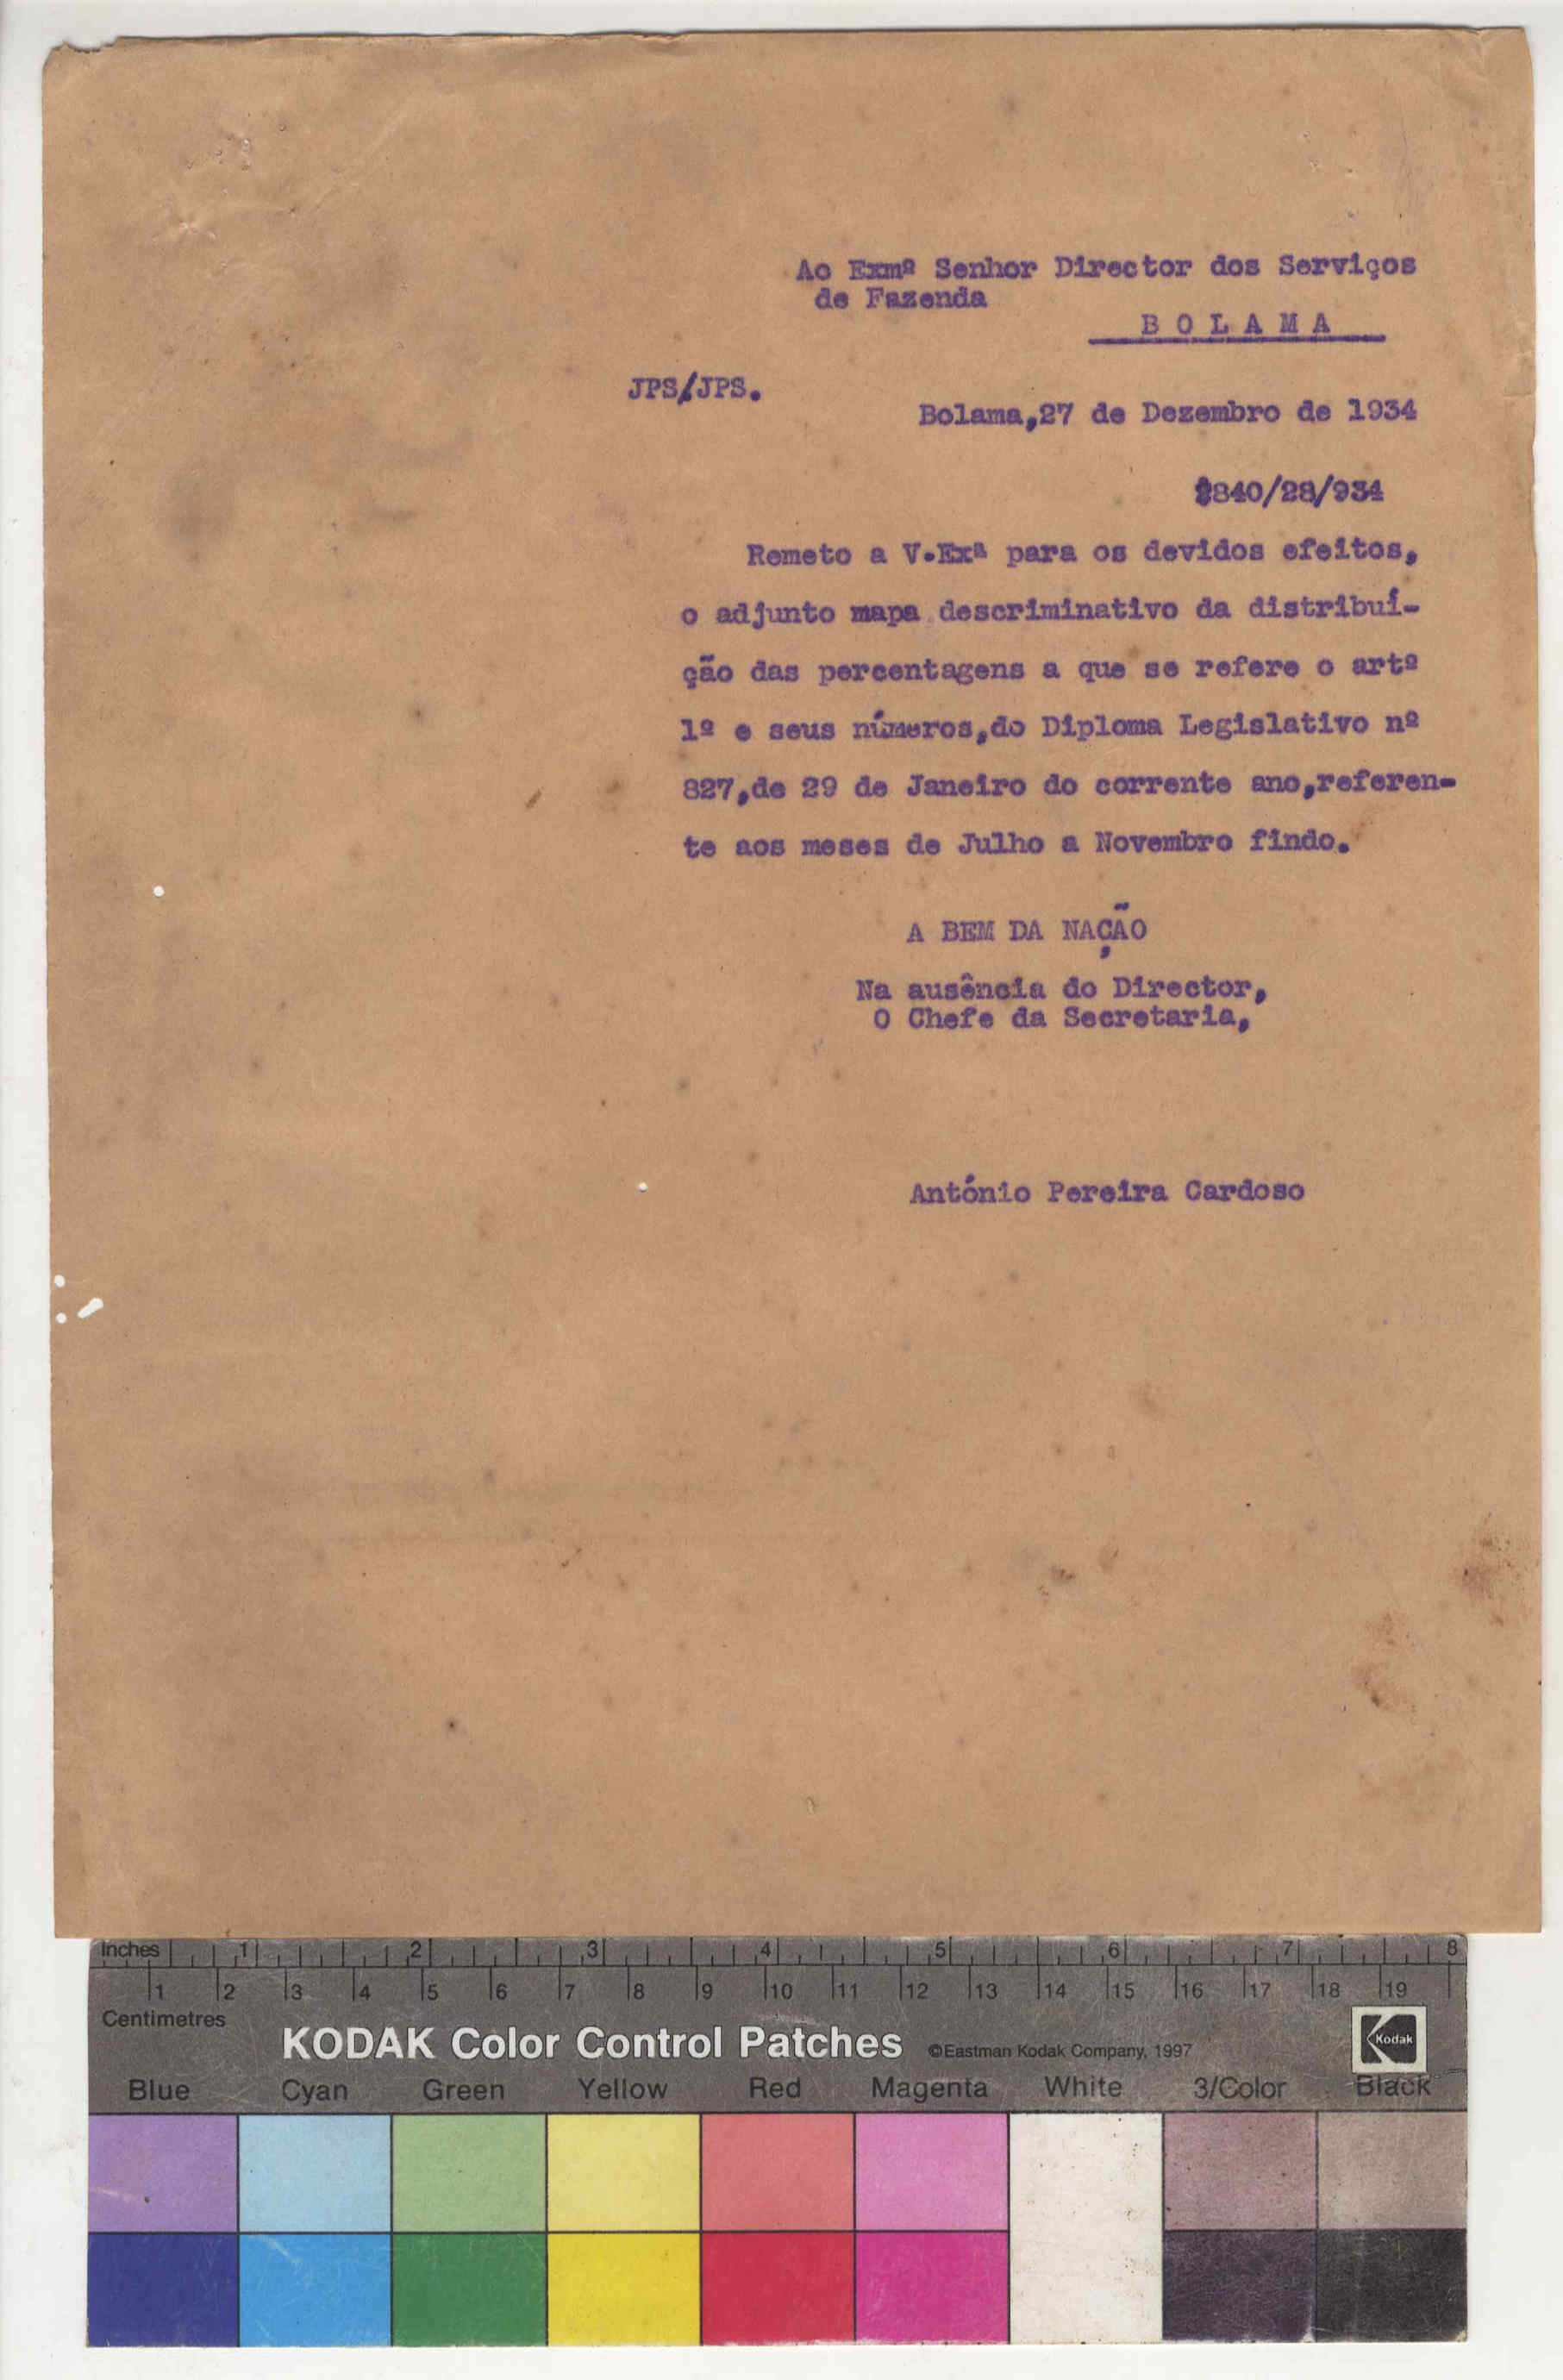 Ao Exmº Senhor Director dos Serviços
de Fazenda
B O L A M A
JPS/JPS.
Bolama,27 de Dezembro de 1934
840/28/934
Remeto a V.Exª para os devidos efeitos,
o adjunto mapa descriminativo da distribuí-
ção das percentagens a que se refere o artº
1º e seus números,do Diploma Legislativo nº
827,de 29 de Janeiro do corrente ano,referen-
te aos meses de Julho a Novembro findo.
A BEM DA NAÇÃO
Na ausência do Director,
O Chefe da Secretaria,
António Pereira Cardoso
Inches 1 2 3 4 5 6 7 8
1 2 3 4 5 6 7 8 9 10 11 12 13 14 15 16 17 18 19
Centimetres
KODAK Color Control Patches ©Eastman Kodak Company, 1997 Kodak
Blue Cyan Green Yellow Red Magenta White 3/Color Black